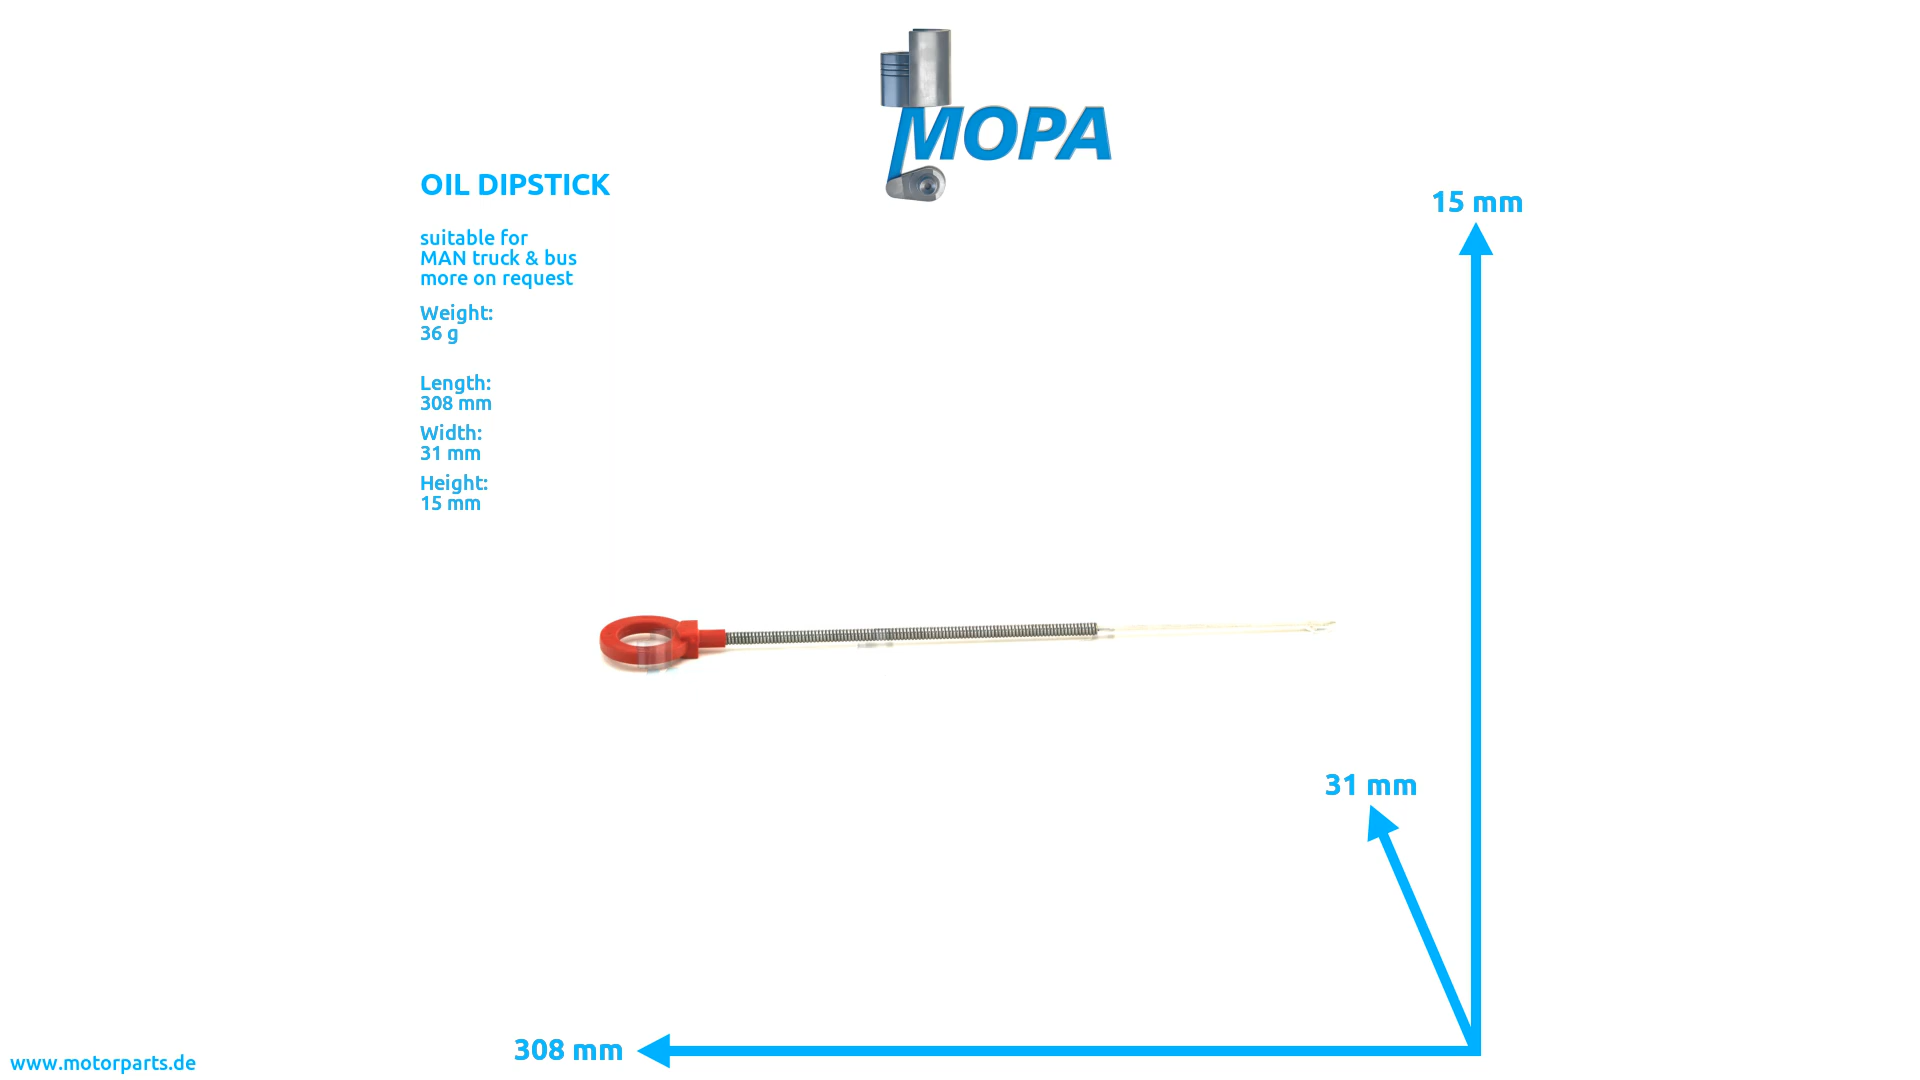 MOPA
OIL DIPSTICK
suitable for
MAN truck & bus
more on request
Weight:
36 g
Length:
308 mm
Width:
31 mm
Height:
15 mm
15 mm
31 mm
308 mm
www.motorparts.de